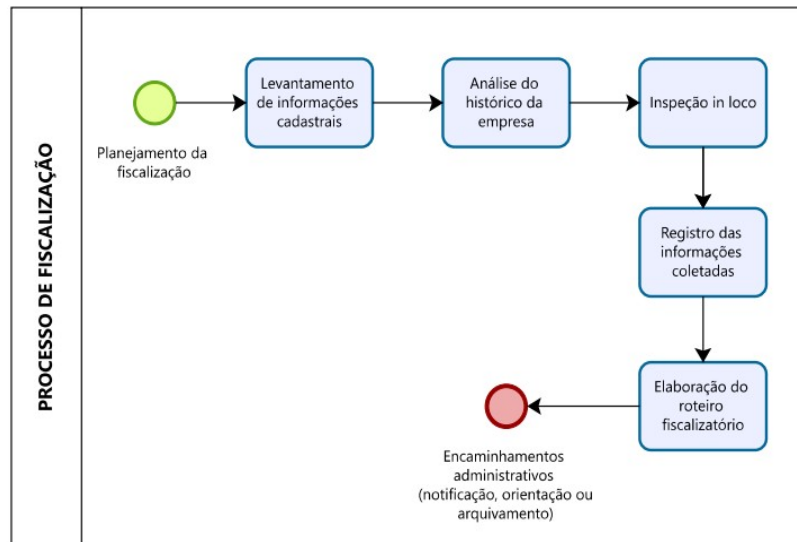 PROCESSO DE FISCALIZAÇÃO
Planejamento da
fiscalização
Levantamento
de informações
cadastrais
Análise do
histórico da
empresa
Inspeção in loco
Registro das
informações
coletadas
Elaboração do
roteiro
fiscalizatório
Encaminhamentos
administrativos
(notificação, orientação ou
arquivamento)